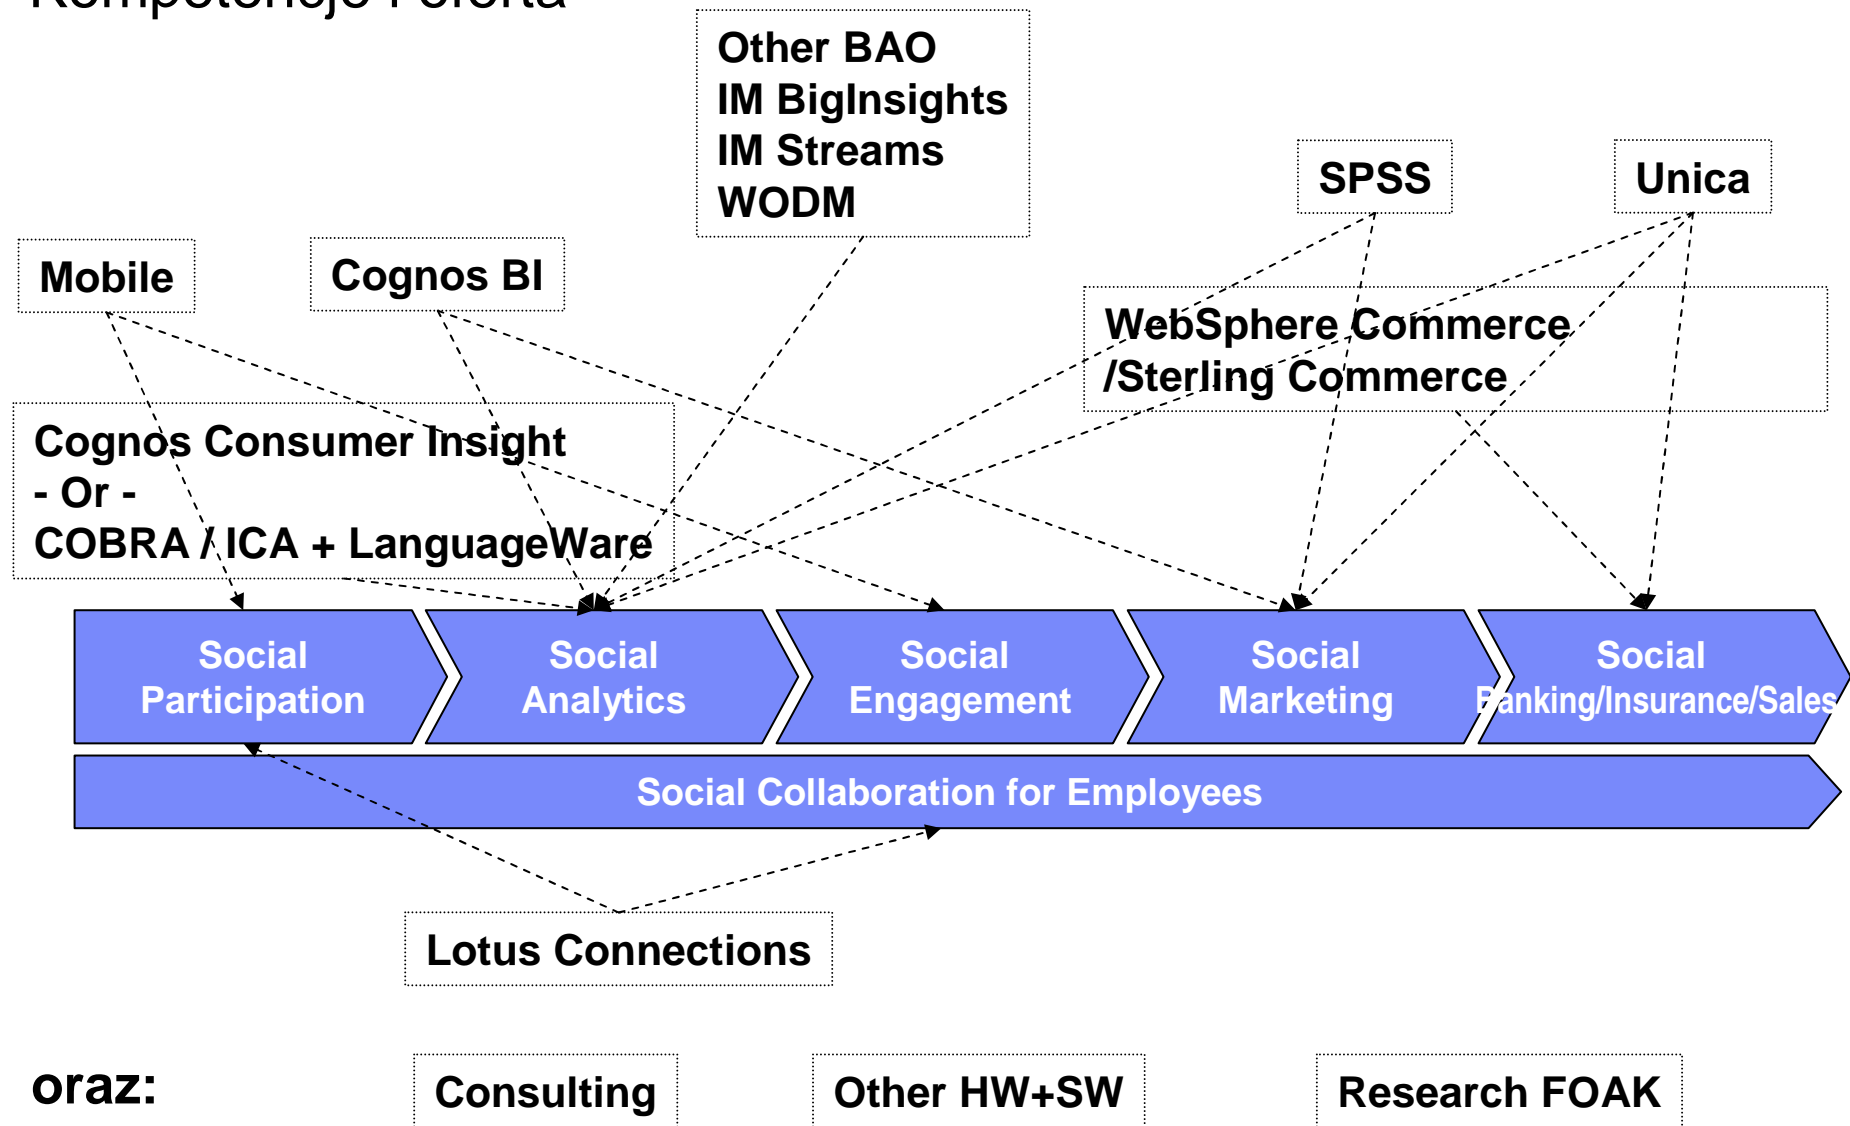 Kompetencje i oferta
Other BAO
IM BigInsights
IM Streams
WODM
SPSS
Unica
Mobile
Cognos BI
WebSphere Commerce
/Sterling Commerce
Cognos Consumer Insight
- Or -
COBRA / ICA + LanguageWare
Social
Participation
Social
Analytics
Social
Engagement
Social
Marketing
Social
Banking/Insurance/Sales
Social Collaboration for Employees
Lotus Connections
oraz:
Consulting
Other HW+SW
Research FOAK